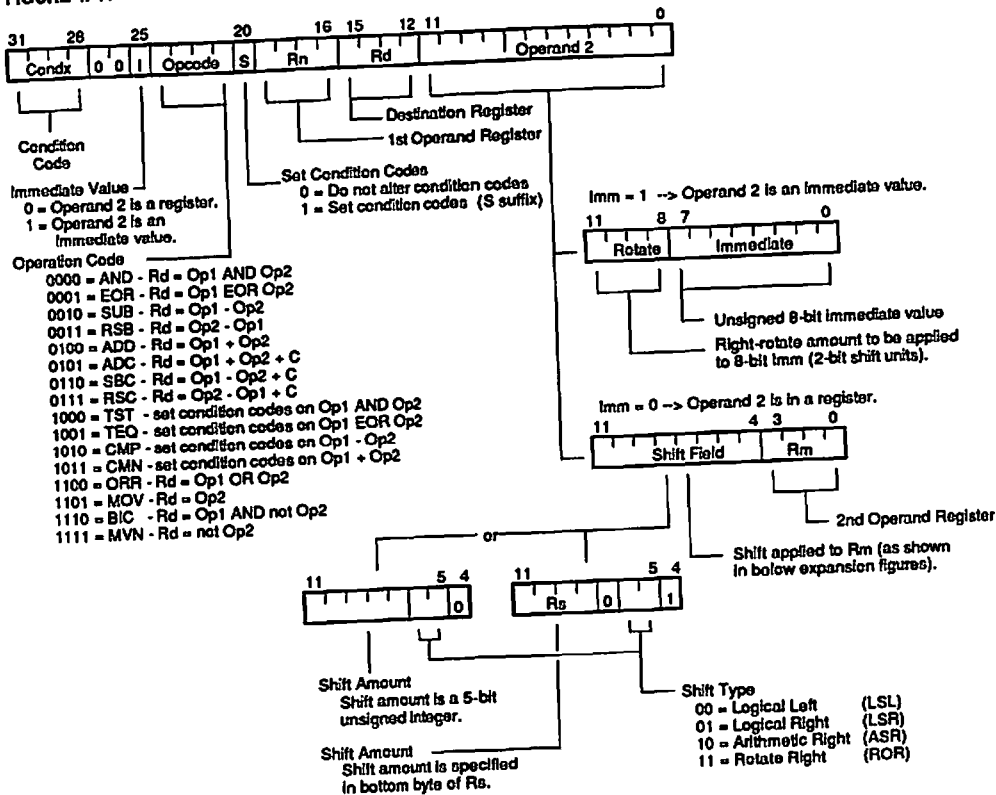 31 28 25 20 16 15 12 11 0
Condx 0 0 I Opcode S Rn Rd Operand 2
Condition
Code
Destination Register
1st Operand Register
Immediate Value
0 = Operand 2 is a register.
1 = Operand 2 is an
Immediate value.
Set Condition Codes
0 = Do not alter condition codes
1 = Set condition codes (S suffix)
Operation Code
0000 = AND - Rd = Op1 AND Op2
0001 = EOR - Rd = Op1 EOR Op2
0010 = SUB - Rd = Op1 - Op2
0011 = RSB - Rd = Op2 - Op1
0100 = ADD - Rd = Op1 + Op2
0101 = ADC - Rd = Op1 + Op2 + C
0110 = SBC - Rd = Op1 - Op2 + C
0111 = RSC - Rd = Op2 - Op1 + C
1000 = TST - set condition codes on Op1 AND Op2
1001 = TEQ - set condition codes on Op1 EOR Op2
1010 = CMP - set condition codes on Op1 - Op2
1011 = CMN - set condition codes on Op1 + Op2
1100 = ORR - Rd = Op1 OR Op2
1101 = MOV - Rd = Op2
1110 = BIC - Rd = Op1 AND not Op2
1111 = MVN - Rd = not Op2
Imm = 1 --> Operand 2 is an immediate value.
11 8 7 0
Rotate Immediate
Unsigned 8-bit immediate value
Right-rotate amount to be applied
to 8-bit Imm (2-bit shift units).
Imm = 0 --> Operand 2 is in a register.
11 4 3 0
Shift Field Rm
2nd Operand Register
Shift applied to Rm (as shown
in below expansion figures).
or
11 5 4
0
11 5 4
Rs 0 1
Shift Amount
Shift amount is a 5-bit
unsigned integer.
Shift Amount
Shift amount is specified
in bottom byte of Rs.
Shift Type
00 = Logical Left (LSL)
01 = Logical Right (LSR)
10 = Arithmetic Right (ASR)
11 = Rotate Right (ROR)